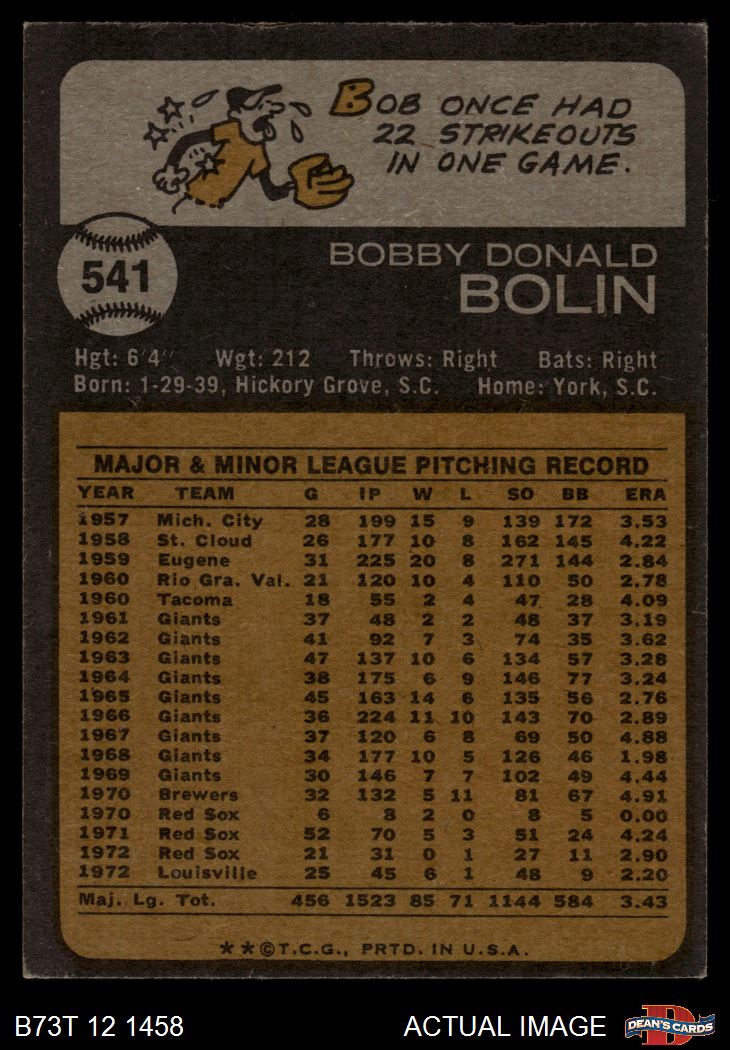 BOB ONCE HAD
22 STRIKEOUTS
IN ONE GAME.
541
BOBBY DONALD
BOLIN
Hgt: 6'4" Wgt: 212 Throws: Right Bats: Right
Born: 1-29-39, Hickory Grove, S.C. Home: York, S.C.
MAJOR & MINOR LEAGUE PITCHING RECORD
YEAR TEAM G IP W L SO BB ERA
1957 Mich. City 28 199 15 9 139 172 3.53
1958 St. Cloud 26 177 10 8 162 145 4.22
1959 Eugene 31 225 20 8 271 144 2.84
1960 Rio Gra. Val. 21 120 10 4 110 50 2.78
1960 Tacoma 18 55 2 4 47 28 4.09
1961 Giants 37 48 2 2 48 37 3.19
1962 Giants 41 92 7 3 74 35 3.62
1963 Giants 47 137 10 6 134 57 3.28
1964 Giants 38 175 6 9 146 77 3.24
1965 Giants 45 163 14 6 135 56 2.76
1966 Giants 36 224 11 10 143 70 2.89
1967 Giants 37 120 6 8 69 50 4.88
1968 Giants 34 177 10 5 126 46 1.98
1969 Giants 30 146 7 7 102 49 4.44
1970 Brewers 32 132 5 11 81 67 4.91
1970 Red Sox 6 8 2 0 8 5 0.00
1971 Red Sox 52 70 5 3 51 24 4.24
1972 Red Sox 21 31 0 1 27 11 2.90
1972 Louisville 25 45 6 1 48 9 2.20
Maj. Lg. Tot. 456 1523 85 71 1144 584 3.43
**©T.C.G., PRTD. IN U.S.A.
B73T 12 1458 ACTUAL IMAGE
D
DEAN'S CARDS